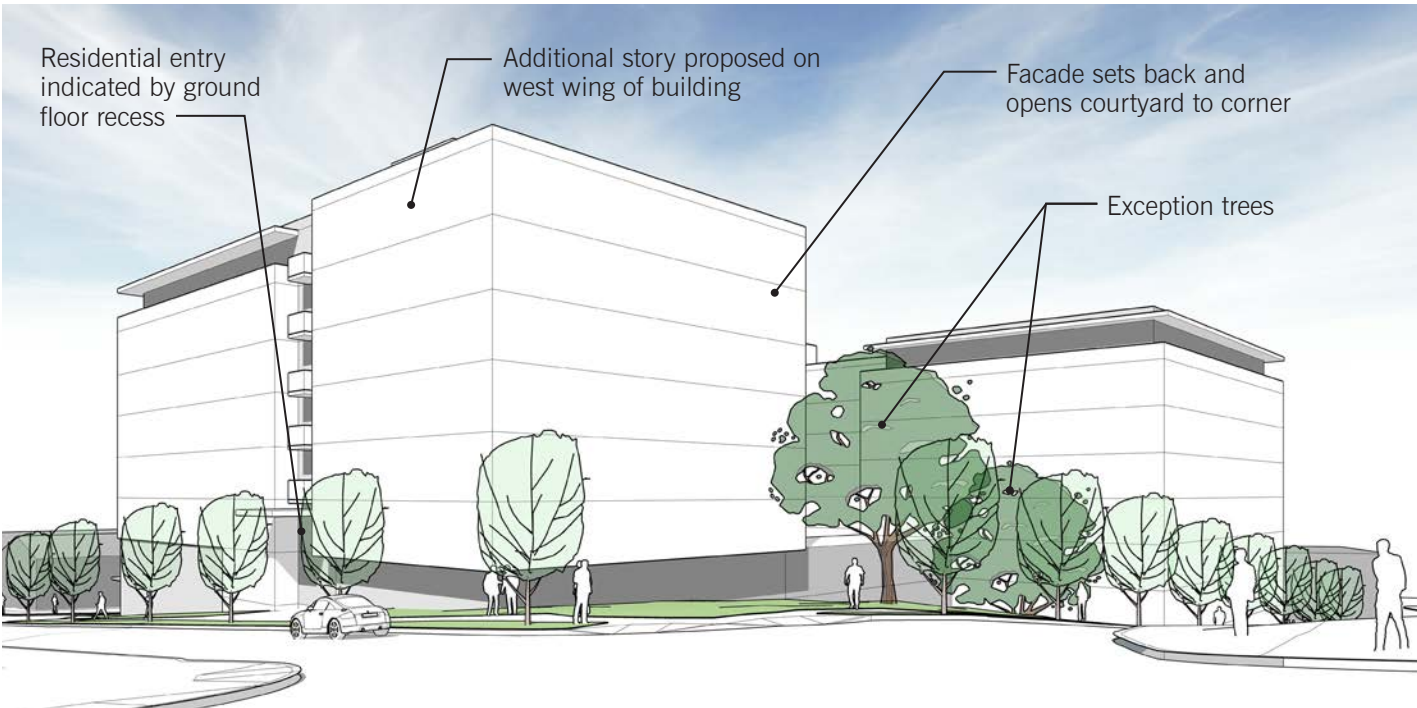 Residential entry
indicated by ground
floor recess
Additional story proposed on
west wing of building
Facade sets back and
opens courtyard to corner
Exception trees